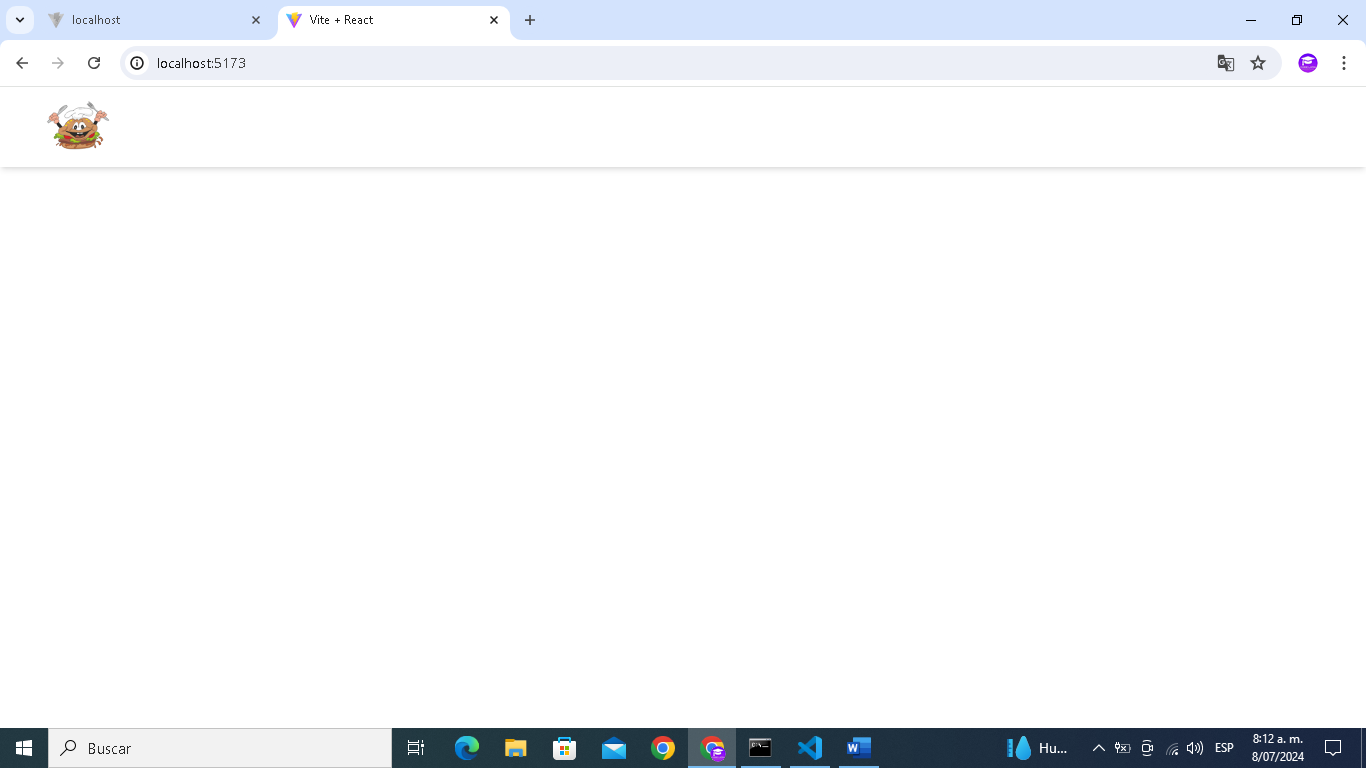 localhost
Vite + React
localhost:5173
Buscar
Hu...
ESP
8:12 a. m.
8/07/2024